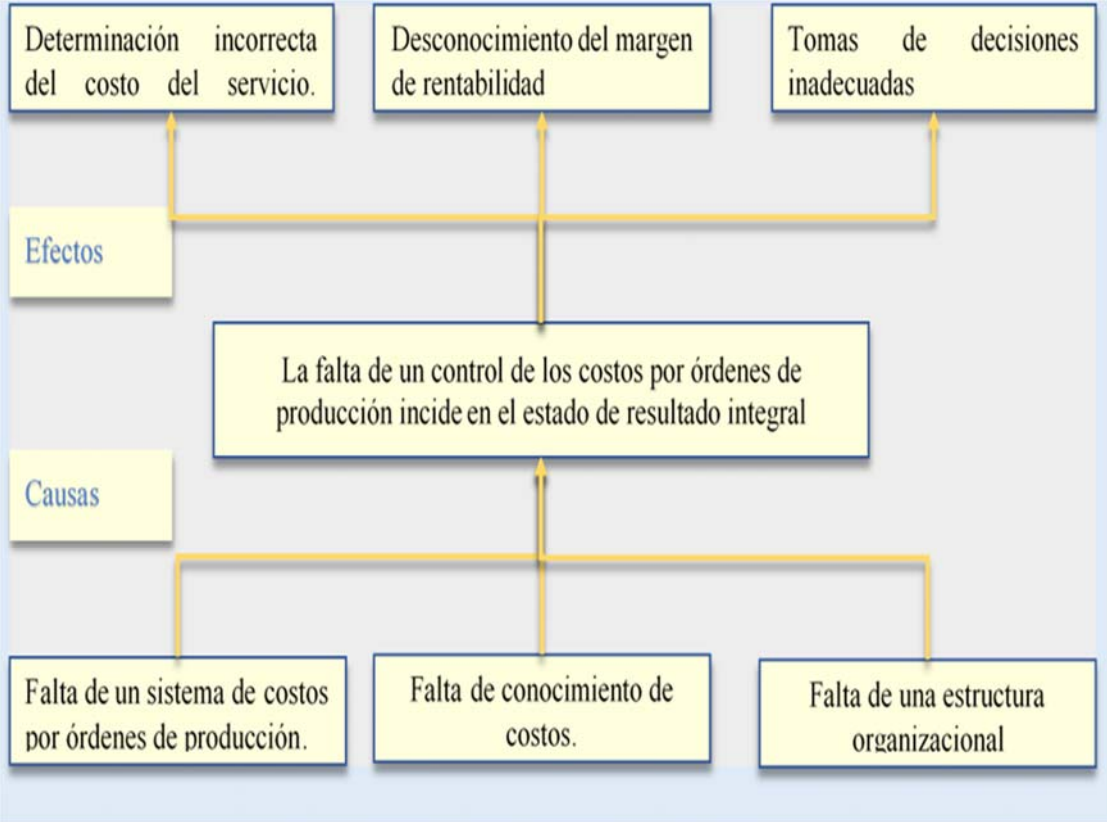 Determinación incorrecta
del costo del servicio.
Desconocimiento del margen
de rentabilidad
Tomas de decisiones
inadecuadas
Efectos
La falta de un control de los costos por órdenes de
producción incide en el estado de resultado integral
Causas
Falta de un sistema de costos
por órdenes de producción.
Falta de conocimiento de
costos.
Falta de una estructura
organizacional